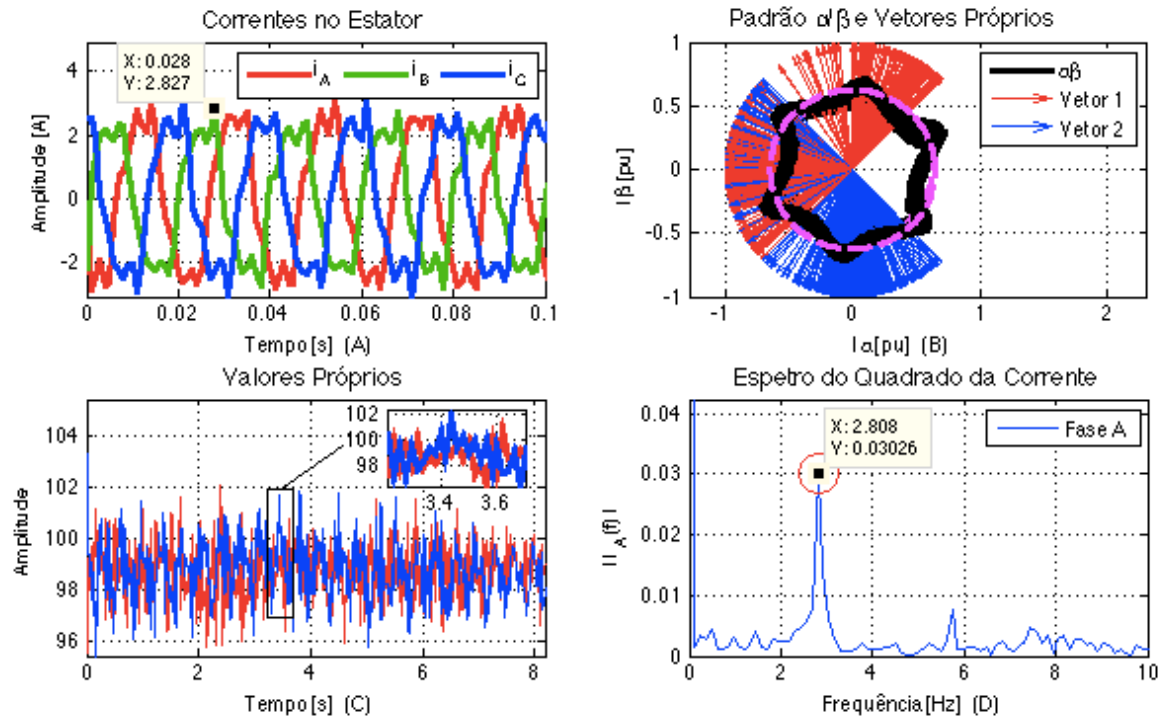 Correntes no Estator
X: 0.028
Y: 2.827
i A
i B
i C
4
2
0
-2
Amplitude [A]
0
0.02
0.04
0.06
0.08
0.1
Tempo[s] (A)
Padrão αβ e Vetores Próprios
αβ
Vetor 1
Vetor 2
1
0.5
0
-0.5
-1
Iβ[pu]
-1
0
1
2
Iα[pu] (B)
Valores Próprios
104
102
100
98
96
Amplitude
102
100
98
3.4
3.6
0
2
4
6
8
Tempo[s] (C)
Espetro do Quadrado da Corrente
X: 2.808
Y: 0.03026
Fase A
0.04
0.03
0.02
0.01
0
| I A(f) |
0
2
4
6
8
10
Frequência[Hz] (D)